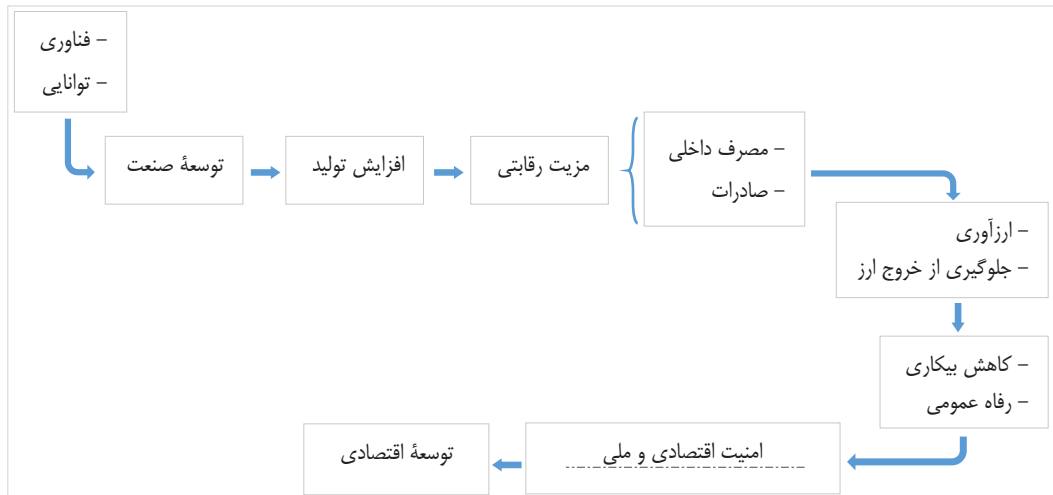 – فناوری
– توانایی
توسعهٔ صنعت
افزایش تولید
مزیت رقابتی
– مصرف داخلی
– صادرات
– ارزآوری
– جلوگیری از خروج ارز
– کاهش بیکاری
– رفاه عمومی
امنیت اقتصادی و ملی
توسعهٔ اقتصادی